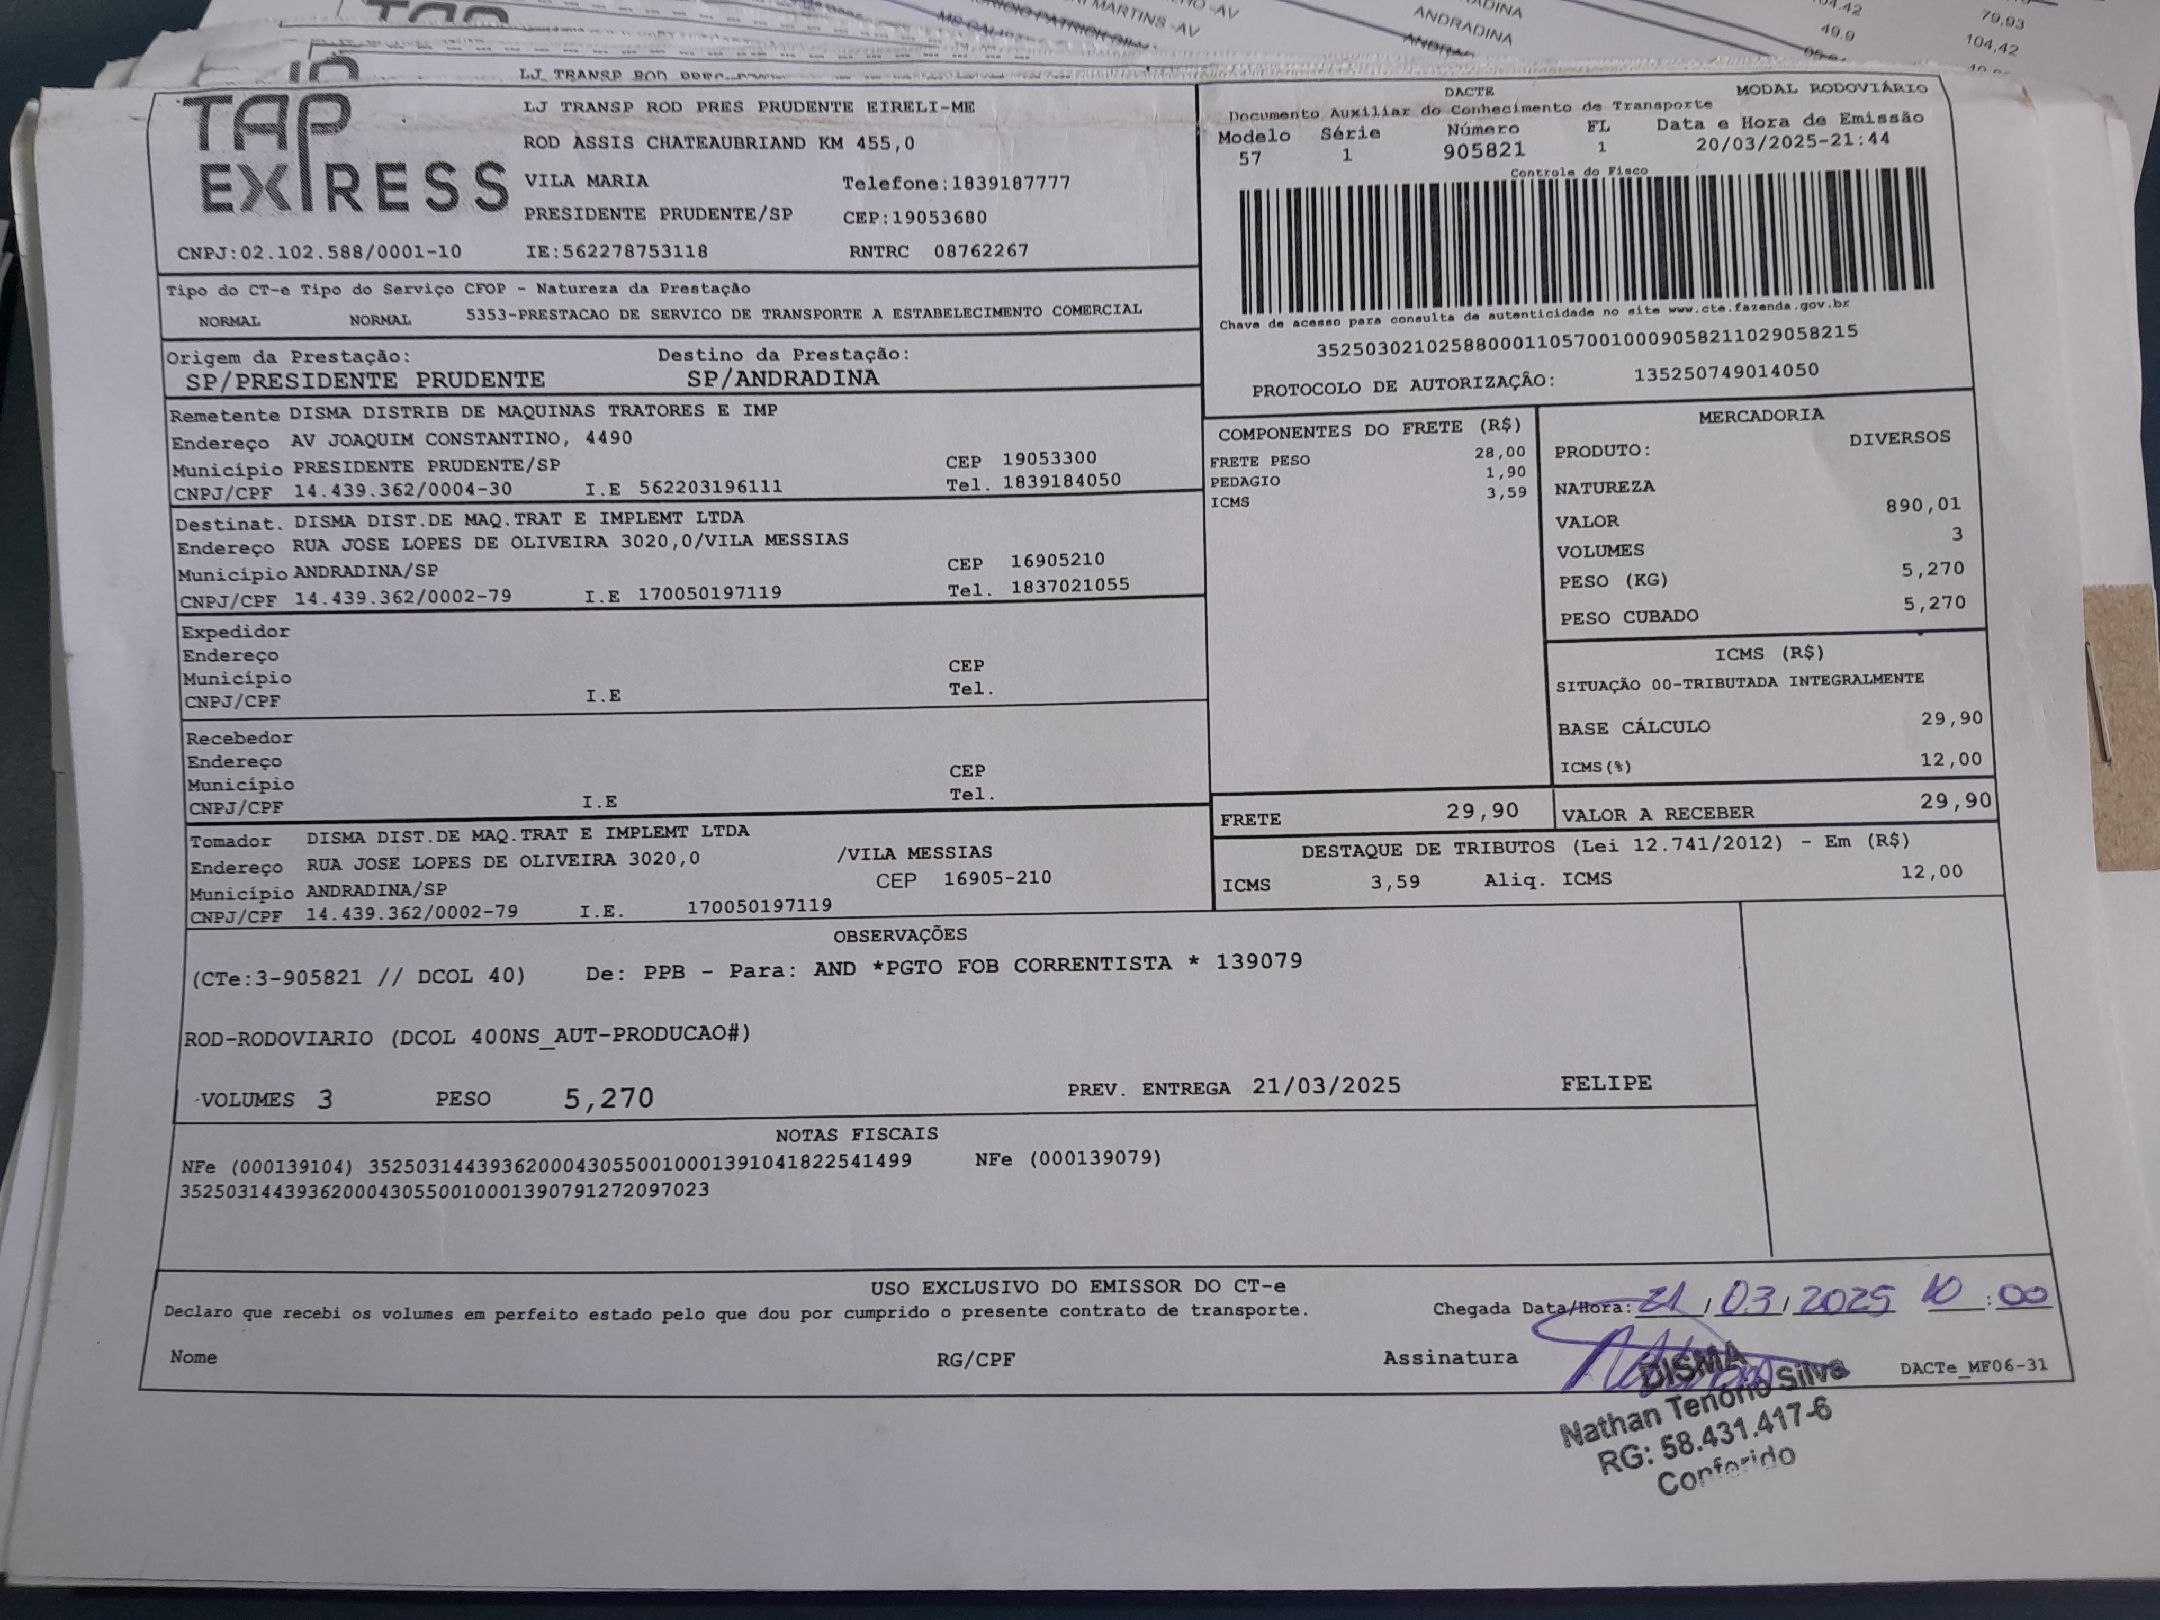 MARTINS -AV
ANDRADINA
49,9
79,93
104,42
LJ TRANSP ROD
TAP EXPRESS
LJ TRANSP ROD PRES PRUDENTE EIRELI-ME
ROD ASSIS CHATEAUBRIAND KM 455,0
VILA MARIA Telefone:1839187777
PRESIDENTE PRUDENTE/SP CEP:19053680
CNPJ:02.102.588/0001-10 IE:562278753118 RNTRC 08762267
DACTE MODAL RODOVIÁRIO
Documento Auxiliar do Conhecimento de Transporte
Modelo Série Número FL Data e Hora de Emissão
57 1 905821 1 20/03/2025-21:44
Controle do Fisco
Chave de acesso para consulta de autenticidade no site www.cte.fazenda.gov.br
35250302102588000110570010009058211029058215
PROTOCOLO DE AUTORIZAÇÃO: 135250749014050
Tipo do CT-e Tipo do Serviço CFOP - Natureza da Prestação
NORMAL NORMAL 5353-PRESTACAO DE SERVICO DE TRANSPORTE A ESTABELECIMENTO COMERCIAL
Origem da Prestação: Destino da Prestação:
SP/PRESIDENTE PRUDENTE SP/ANDRADINA
Remetente DISMA DISTRIB DE MAQUINAS TRATORES E IMP
Endereço AV JOAQUIM CONSTANTINO, 4490
Município PRESIDENTE PRUDENTE/SP CEP 19053300
CNPJ/CPF 14.439.362/0004-30 I.E 562203196111 Tel. 1839184050
Destinat. DISMA DIST.DE MAQ.TRAT E IMPLEMT LTDA
Endereço RUA JOSE LOPES DE OLIVEIRA 3020,0/VILA MESSIAS
Município ANDRADINA/SP CEP 16905210
CNPJ/CPF 14.439.362/0002-79 I.E 170050197119 Tel. 1837021055
Expedidor
Endereço
Município CEP
CNPJ/CPF I.E Tel.
Recebedor
Endereço
Município CEP
CNPJ/CPF I.E Tel.
Tomador DISMA DIST.DE MAQ.TRAT E IMPLEMT LTDA
Endereço RUA JOSE LOPES DE OLIVEIRA 3020,0 /VILA MESSIAS
Município ANDRADINA/SP CEP 16905-210
CNPJ/CPF 14.439.362/0002-79 I.E. 170050197119
COMPONENTES DO FRETE (R$)
FRETE PESO 28,00
PEDAGIO 1,90
ICMS 3,59
MERCADORIA
PRODUTO: DIVERSOS
NATUREZA
VALOR 890,01
VOLUMES 3
PESO (KG) 5,270
PESO CUBADO 5,270
ICMS (R$)
SITUAÇÃO 00-TRIBUTADA INTEGRALMENTE
BASE CÁLCULO 29,90
ICMS(%) 12,00
FRETE 29,90 VALOR A RECEBER 29,90
DESTAQUE DE TRIBUTOS (Lei 12.741/2012) - Em (R$)
ICMS 3,59 Aliq. ICMS 12,00
OBSERVAÇÕES
(CTe:3-905821 // DCOL 40) De: PPB - Para: AND *PGTO FOB CORRENTISTA * 139079
ROD-RODOVIARIO (DCOL 400NS_AUT-PRODUCAO#)
VOLUMES 3 PESO 5,270 PREV. ENTREGA 21/03/2025 FELIPE
NOTAS FISCAIS
NFe (000139104) 35250314439362000430550010001391041822541499 NFe (000139079)
35250314439362000430550010001390791272097023
USO EXCLUSIVO DO EMISSOR DO CT-e
Declaro que recebi os volumes em perfeito estado pelo que dou por cumprido o presente contrato de transporte.
Chegada Data/Hora: 21/03/2025 10:00
Nome RG/CPF Assinatura DACTe_MF06-31
DISMA
Nathan Tenório Silva
RG: 58.431.417-6
Conferido